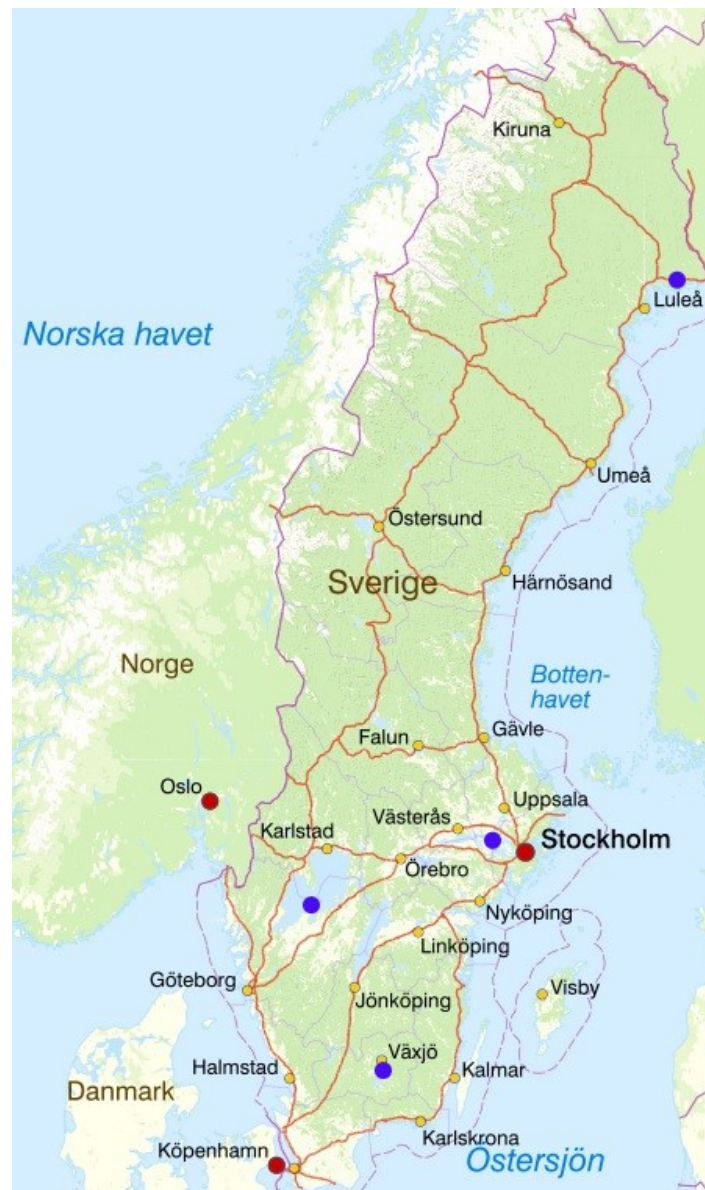 Kiruna
Luleå
Norska havet
Umeå
Östersund
Sverige
Härnösand
Norge
Botten-
havet
Falun
Gävle
Oslo
Uppsala
Västerås
Karlstad
Stockholm
Örebro
Nyköping
Linköping
Göteborg
Jönköping
Visby
Växjö
Halmstad
Kalmar
Danmark
Karlskrona
Köpenhamn
Östersjön